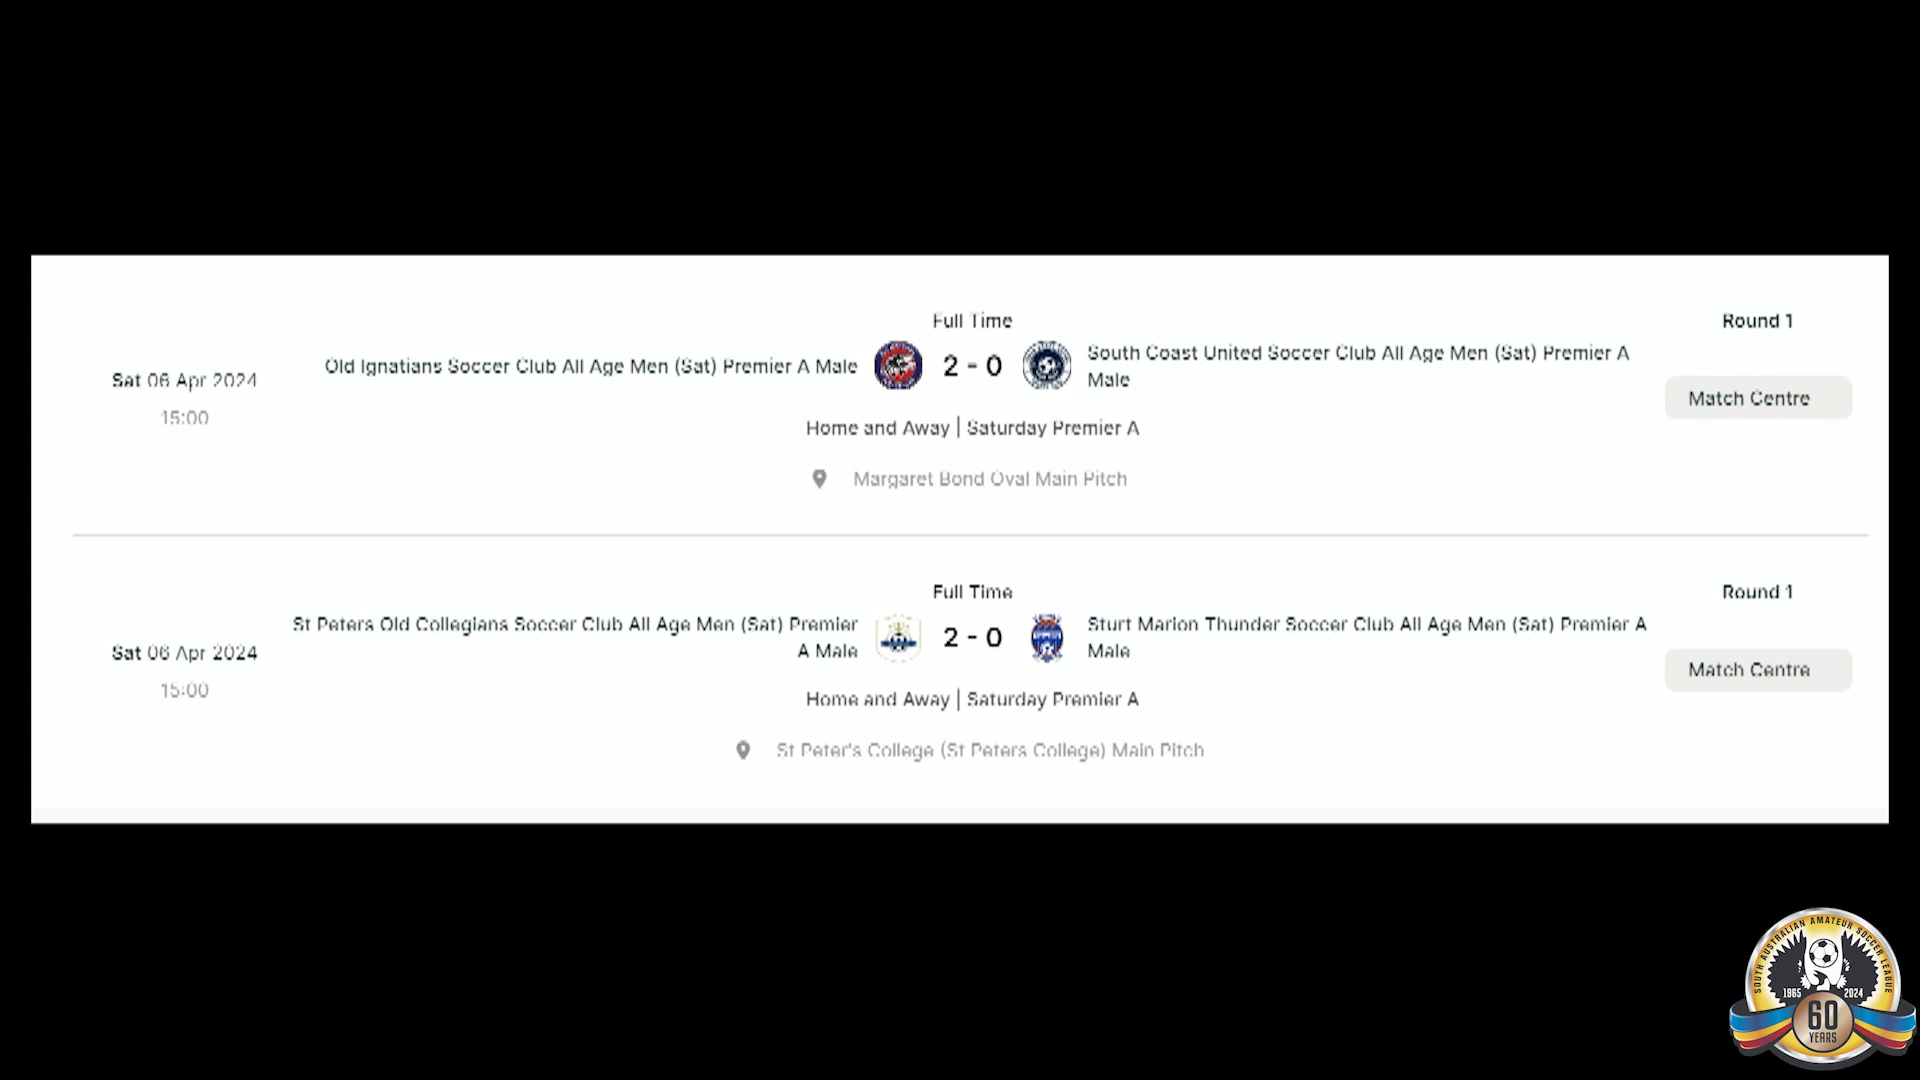 Full Time
Round 1
Old Ignatians Soccer Club All Age Men (Sat) Premier A Male
2 - 0
South Coast United Soccer Club All Age Men (Sat) Premier A
Male
Sat 06 Apr 2024
15:00
Match Centre
Home and Away | Saturday Premier A
Margaret Bond Oval Main Pitch
Full Time
Round 1
St Peters Old Collegians Soccer Club All Age Men (Sat) Premier
A Male
2 - 0
Sturt Marion Thunder Soccer Club All Age Men (Sat) Premier A
Male
Sat 06 Apr 2024
15:00
Match Centre
Home and Away | Saturday Premier A
St Peter's College (St Peters College) Main Pitch
SOUTH AUSTRALIAN AMATEUR SOCCER LEAGUE
1965 2024
60
YEARS